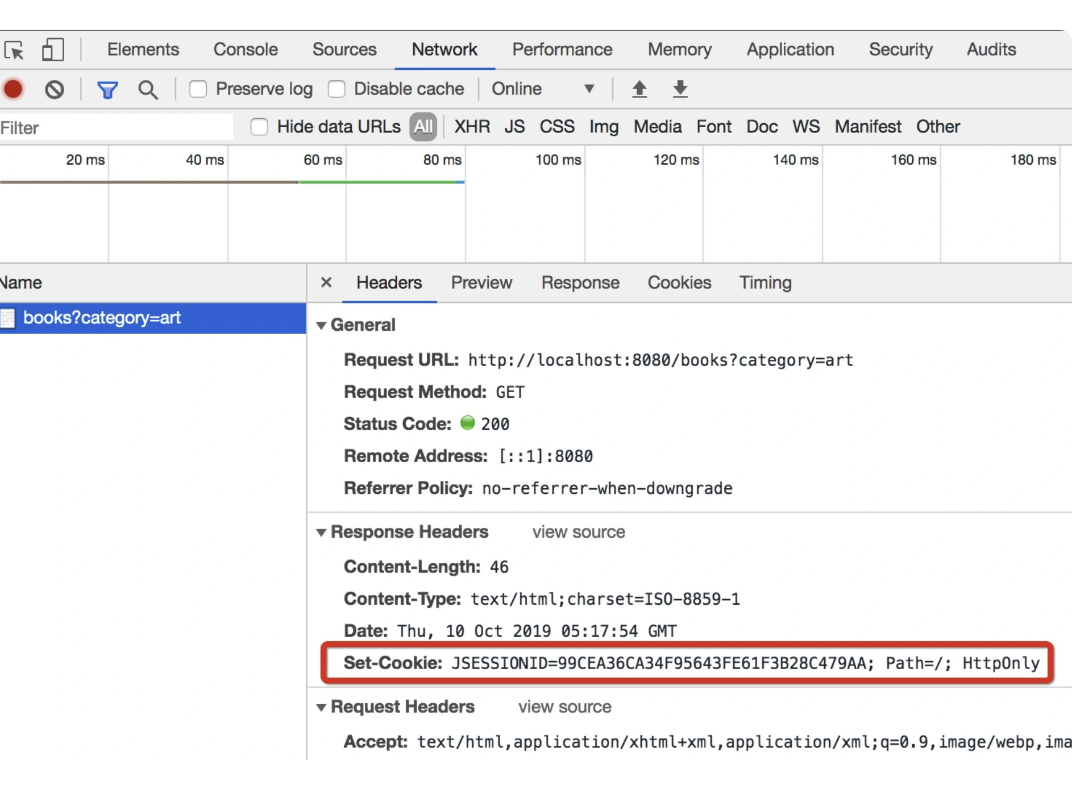 Elements Console Sources Network Performance Memory Application Security Audits
Preserve log Disable cache Online
Filter Hide data URLs All XHR JS CSS Img Media Font Doc WS Manifest Other
20 ms 40 ms 60 ms 80 ms 100 ms 120 ms 140 ms 160 ms 180 ms
Name × Headers Preview Response Cookies Timing
books?category=art
General
Request URL: http://localhost:8080/books?category=art
Request Method: GET
Status Code: 200
Remote Address: [::1]:8080
Referrer Policy: no-referrer-when-downgrade
Response Headers view source
Content-Length: 46
Content-Type: text/html;charset=ISO-8859-1
Date: Thu, 10 Oct 2019 05:17:54 GMT
Set-Cookie: JSESSIONID=99CEA36CA34F95643FE61F3B28C479AA; Path=/; HttpOnly
Request Headers view source
Accept: text/html,application/xhtml+xml,application/xml;q=0.9,image/webp,ima